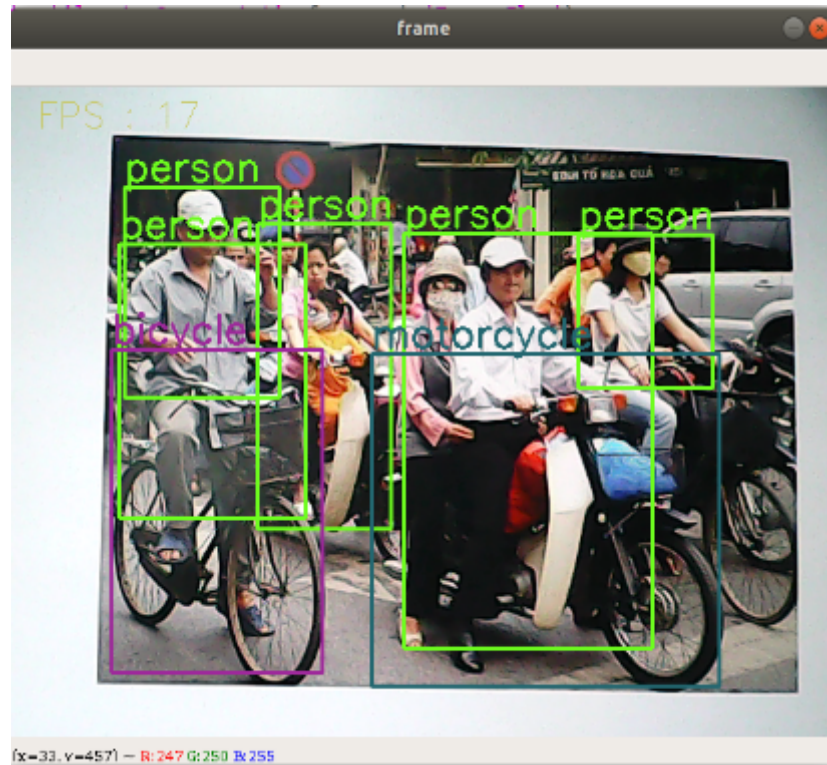 frame
FPS : 17
person
person
person
person
person
bicycle
motorcycle
[x=33, y=457] ~ R:247 G:250 B:255